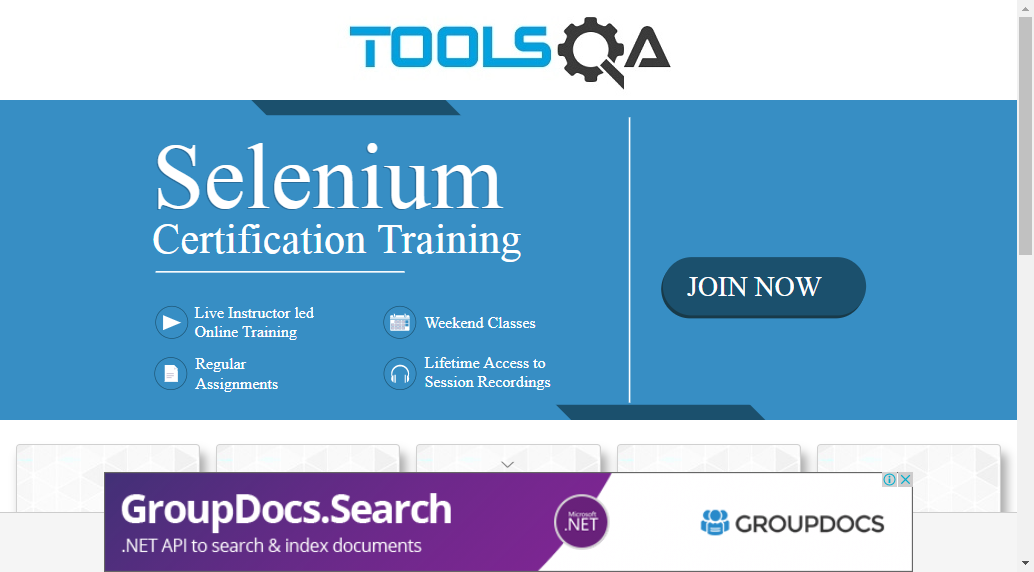 TOOLSQA
Selenium
Certification Training
Live Instructor led
Online Training
Weekend Classes
Regular
Assignments
Lifetime Access to
Session Recordings
JOIN NOW
GroupDocs.Search
.NET API to search & index documents
Microsoft
.NET
GROUPDOCS